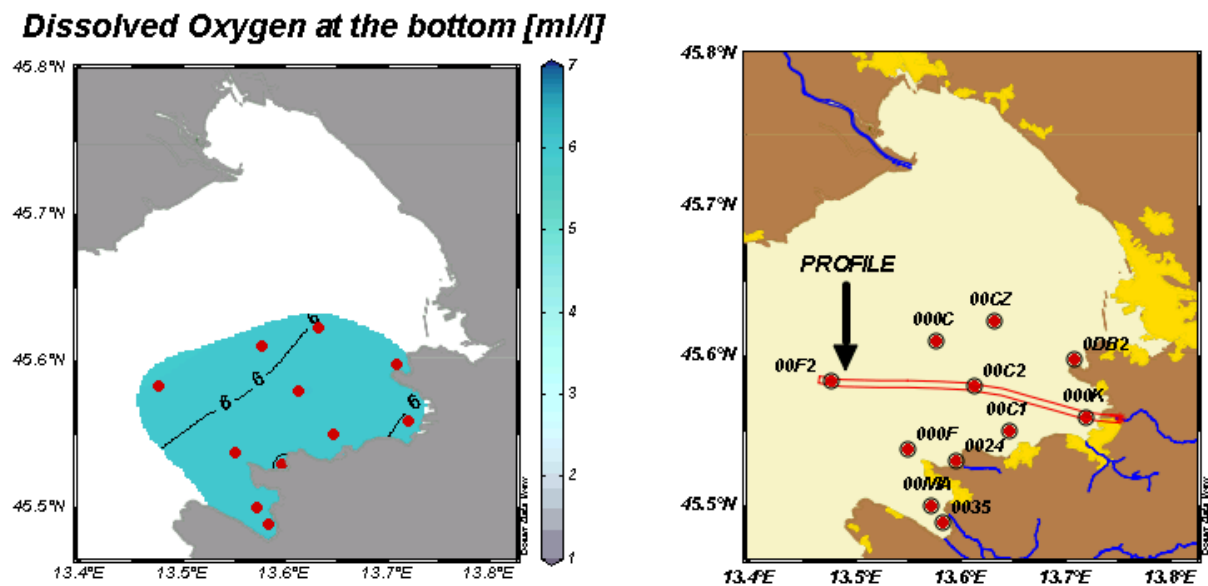 Dissolved Oxygen at the bottom [ml/l]
45.8°N
45.7°N
45.6°N
45.5°N
13.4°E
13.5°E
13.6°E
13.7°E
13.8°E
6
6
6
6
7
6
5
4
3
2
1
Ocean Data View
45.8°N
45.7°N
45.6°N
45.5°N
PROFILE
00CZ
000C
0DB2
00F2
00C2
000K
00C1
000F
0024
00MA
0035
13.4°E
13.5°E
13.6°E
13.7°E
13.8°E
Ocean Data View